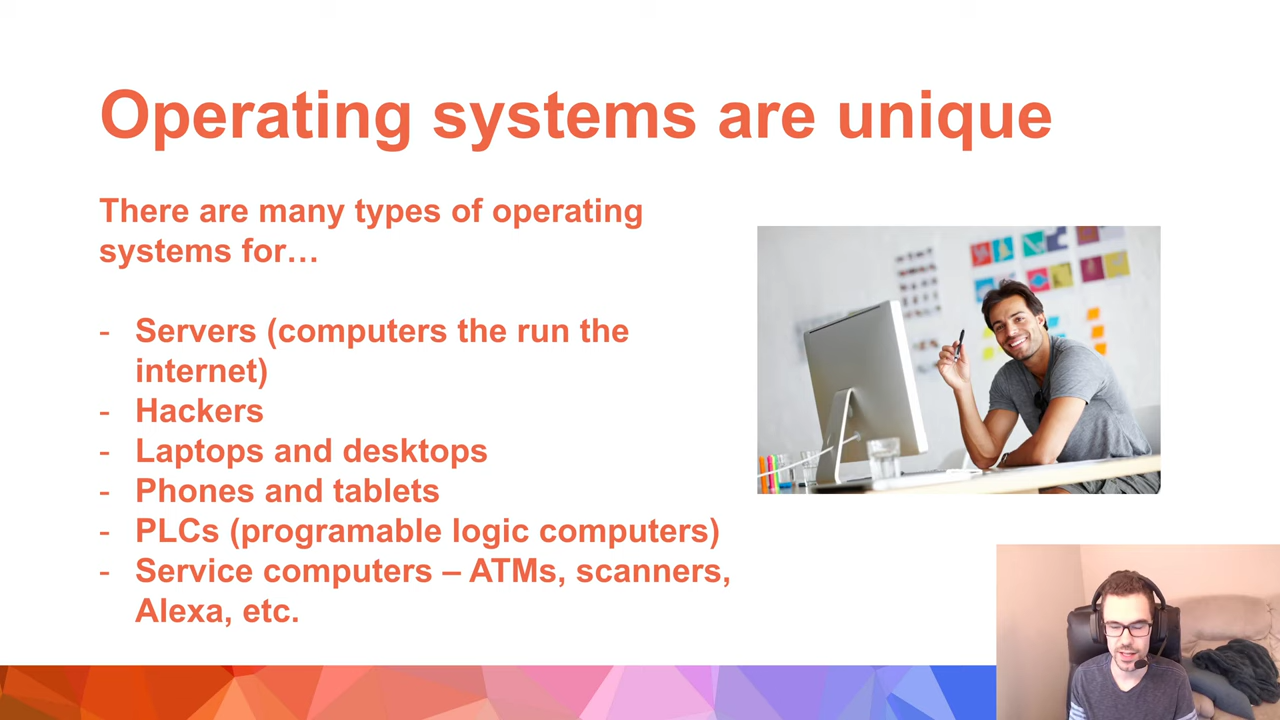 Operating systems are unique
There are many types of operating
systems for…
- Servers (computers the run the
internet)
- Hackers
- Laptops and desktops
- Phones and tablets
- PLCs (programable logic computers)
- Service computers – ATMs, scanners,
Alexa, etc.